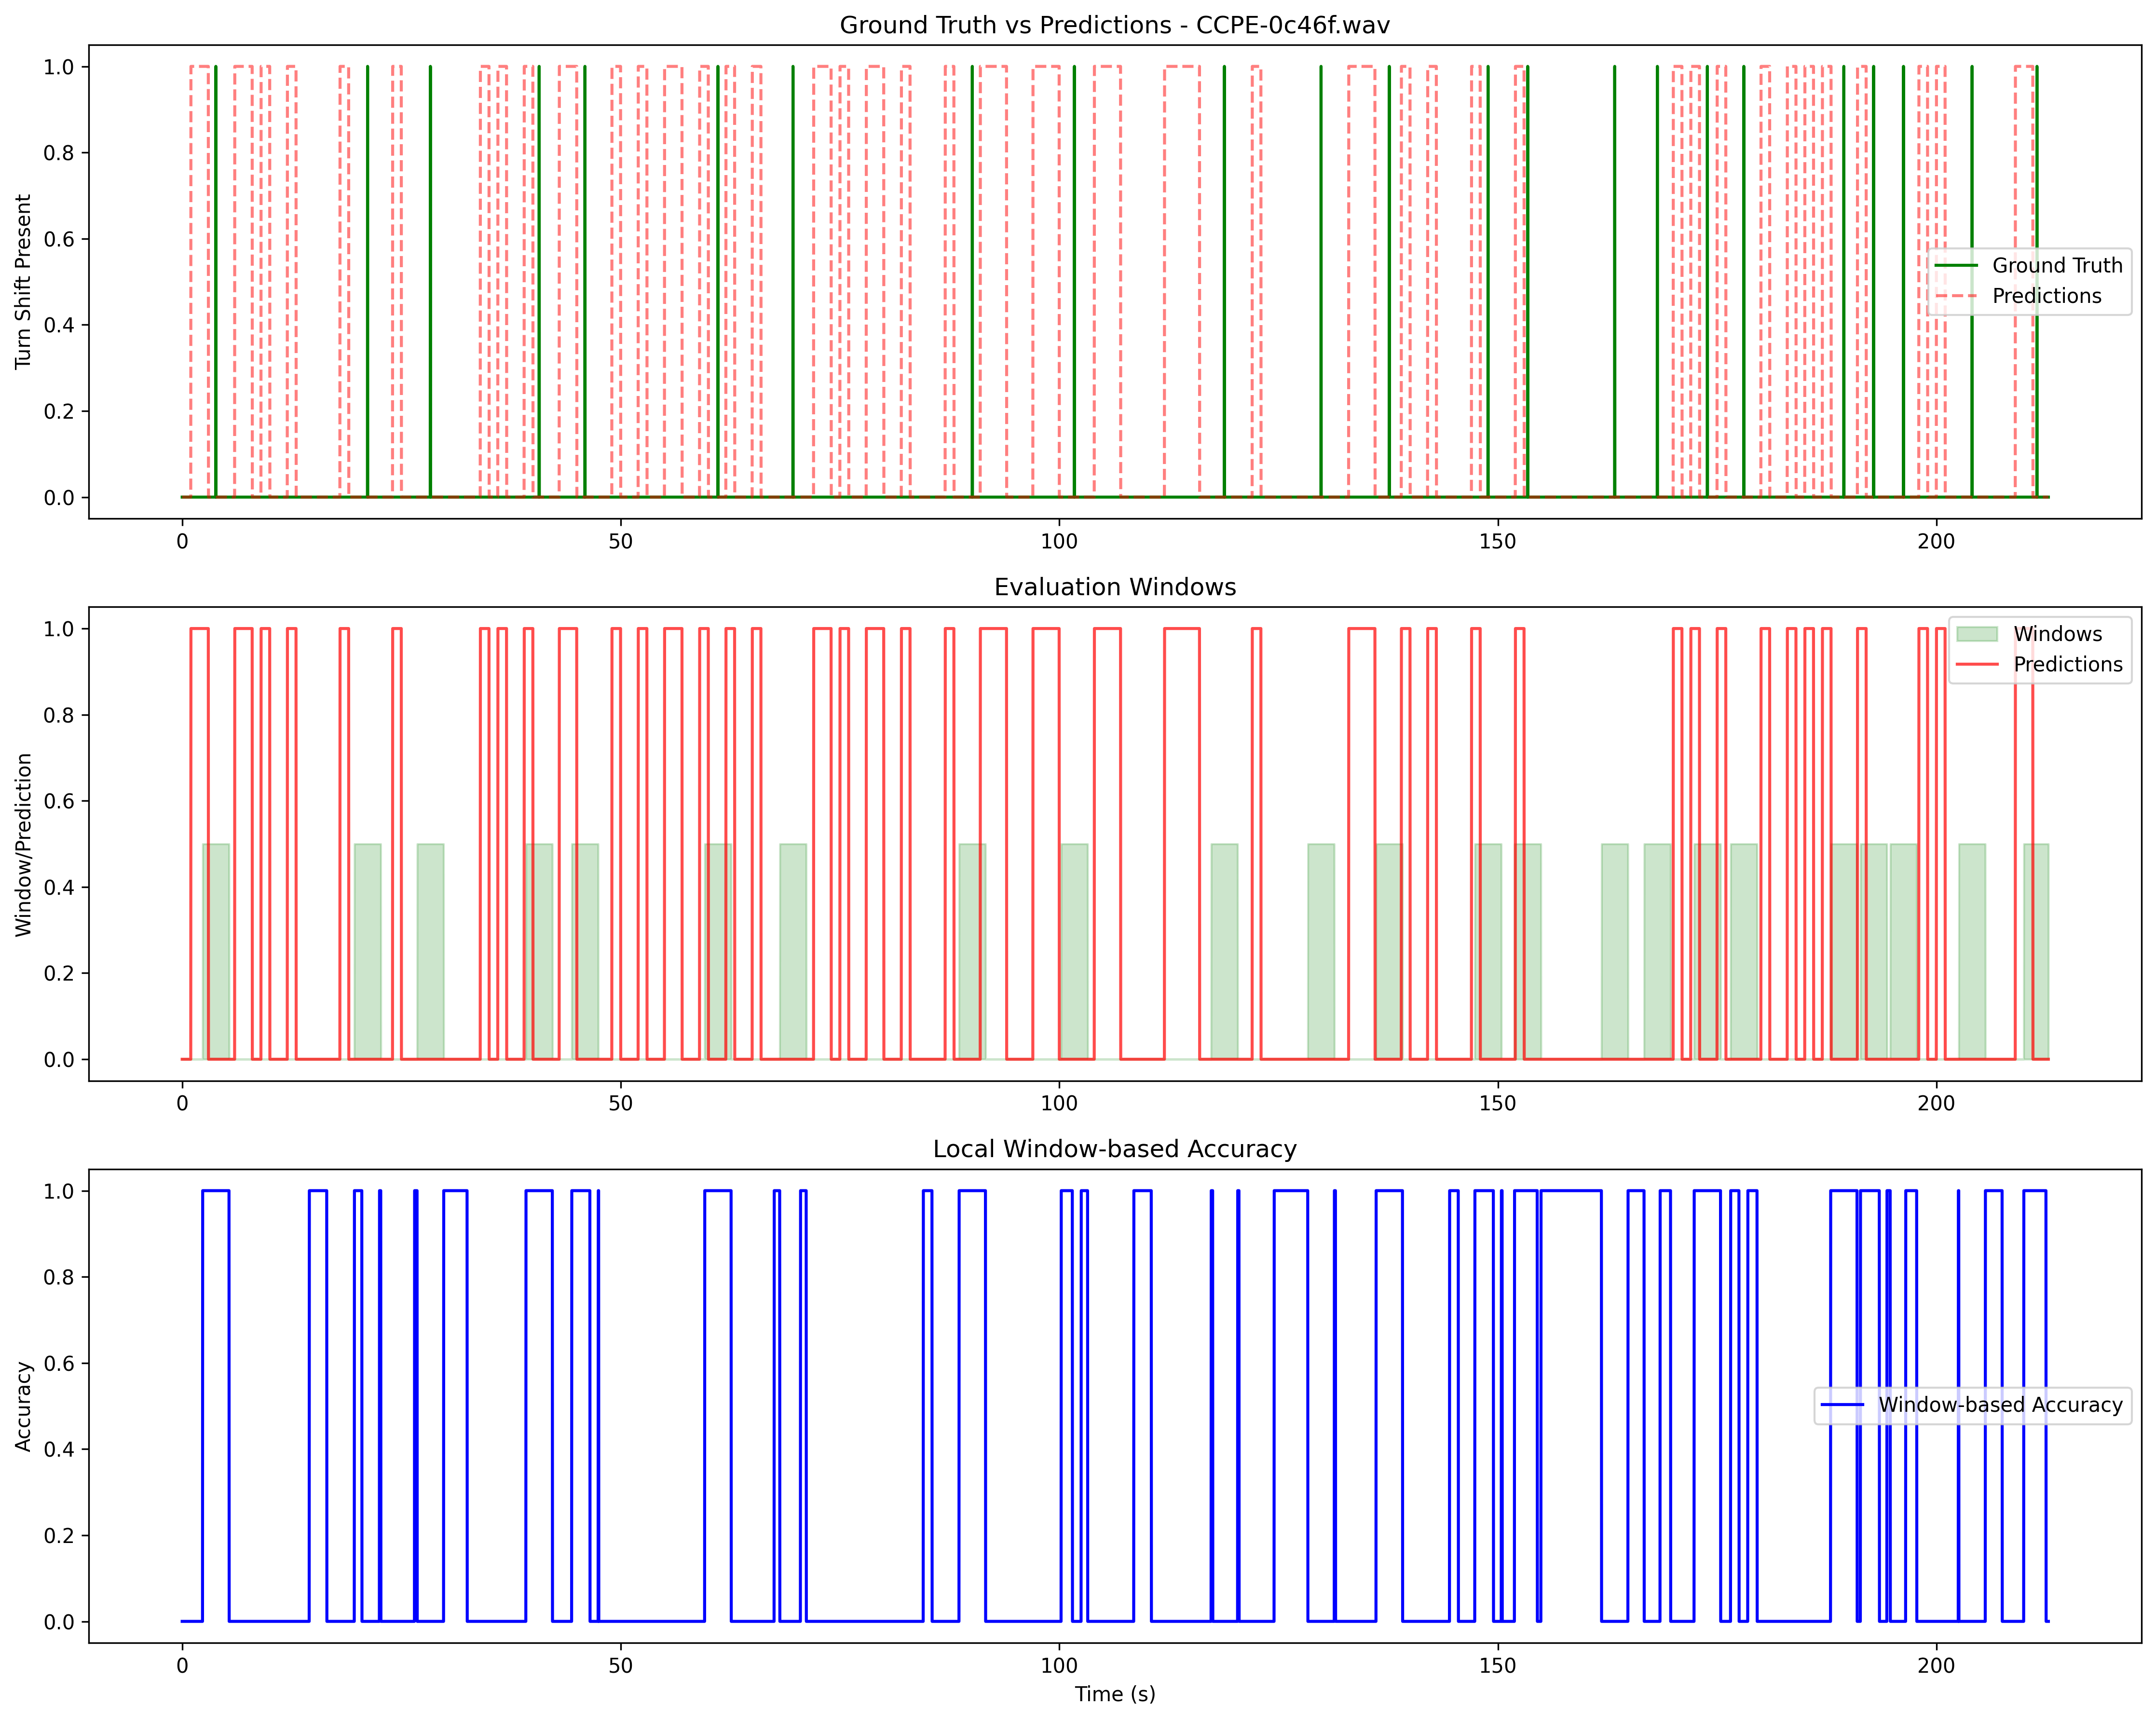 Ground Truth vs Predictions - CCPE-0c46f.wav
1.0
0.8
0.6
0.4
0.2
0.0
Turn Shift Present
Ground Truth
Predictions
0 50 100 150 200
Evaluation Windows
1.0
0.8
0.6
0.4
0.2
0.0
Window/Prediction
Windows
Predictions
0 50 100 150 200
Local Window-based Accuracy
1.0
0.8
0.6
0.4
0.2
0.0
Accuracy
Window-based Accuracy
0 50 100 150 200
Time (s)